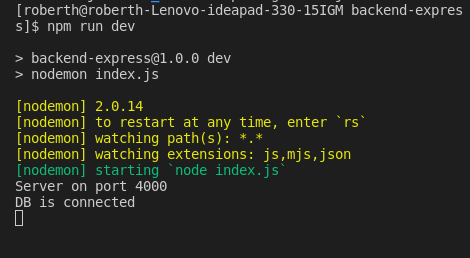 [roberth@roberth-Lenovo-ideapad-330-15IGM backend-expres
s]$ npm run dev
> backend-express@1.0.0 dev
> nodemon index.js
[nodemon] 2.0.14
[nodemon] to restart at any time, enter `rs`
[nodemon] watching path(s): *.*
[nodemon] watching extensions: js,mjs,json
[nodemon] starting `node index.js`
Server on port 4000
DB is connected